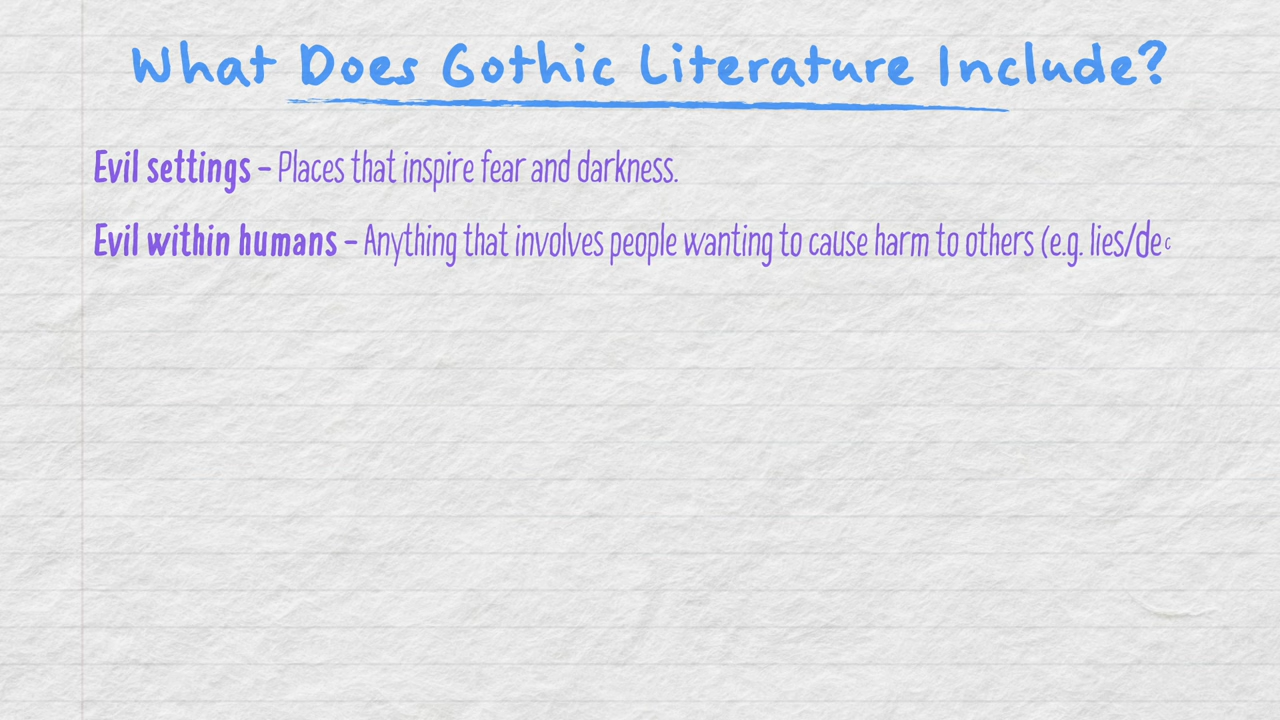 What Does Gothic Literature Include?
Evil settings – Places that inspire fear and darkness.
Evil within humans – Anything that involves people wanting to cause harm to others (e.g. lies/dec